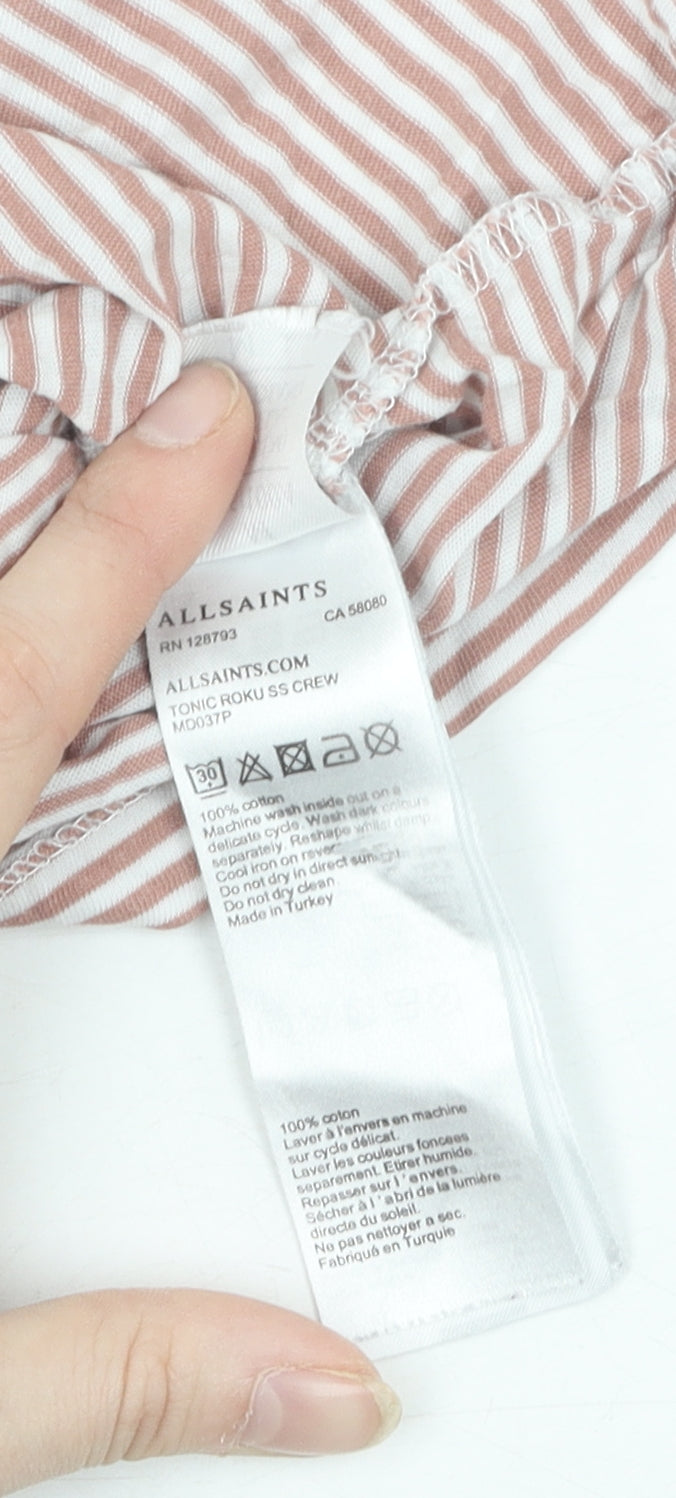 ALLSAINTS
RN 128793 CA 58080
ALLSAINTS.COM
TONIC ROKU SS CREW
MD037P
30
100% cotton
Machine wash inside out on a
delicate cycle. Wash dark colours
separately. Reshape whilst damp.
Cool iron on reverse
Do not dry in direct sunlight.
Do not dry clean.
Made in Turkey
100% coton
Laver à l'envers en machine
sur cycle délicat.
Laver les couleurs foncees
separement. Etirer humide.
Repasser sur l'envers.
Sécher à l'abri de la lumière
directe du soleil.
Ne pas nettoyer a sec.
Fabriqué en Turquie